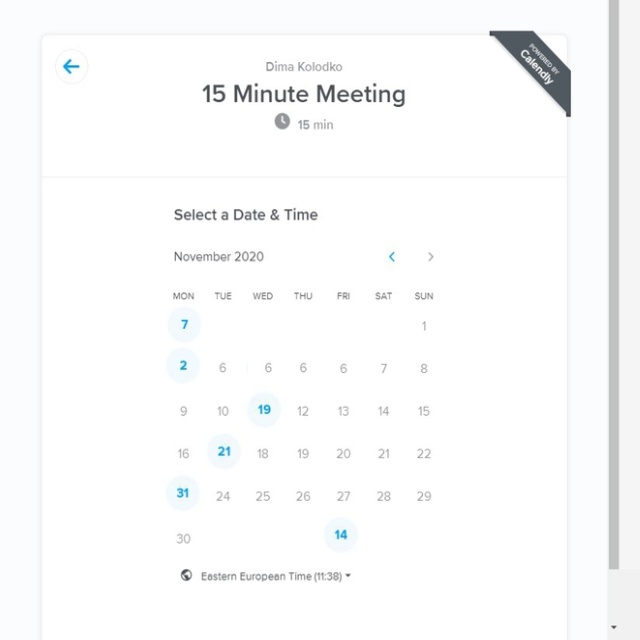 POWERED BY
Calendly
Dima Kolodko
15 Minute Meeting
15 min
Select a Date & Time
November 2020
MON TUE WED THU FRI SAT SUN
7 1
2 6 6 6 6 7 8
9 10 19 12 13 14 15
16 21 18 19 20 21 22
31 24 25 26 27 28 29
30 14
Eastern European Time (11:38)